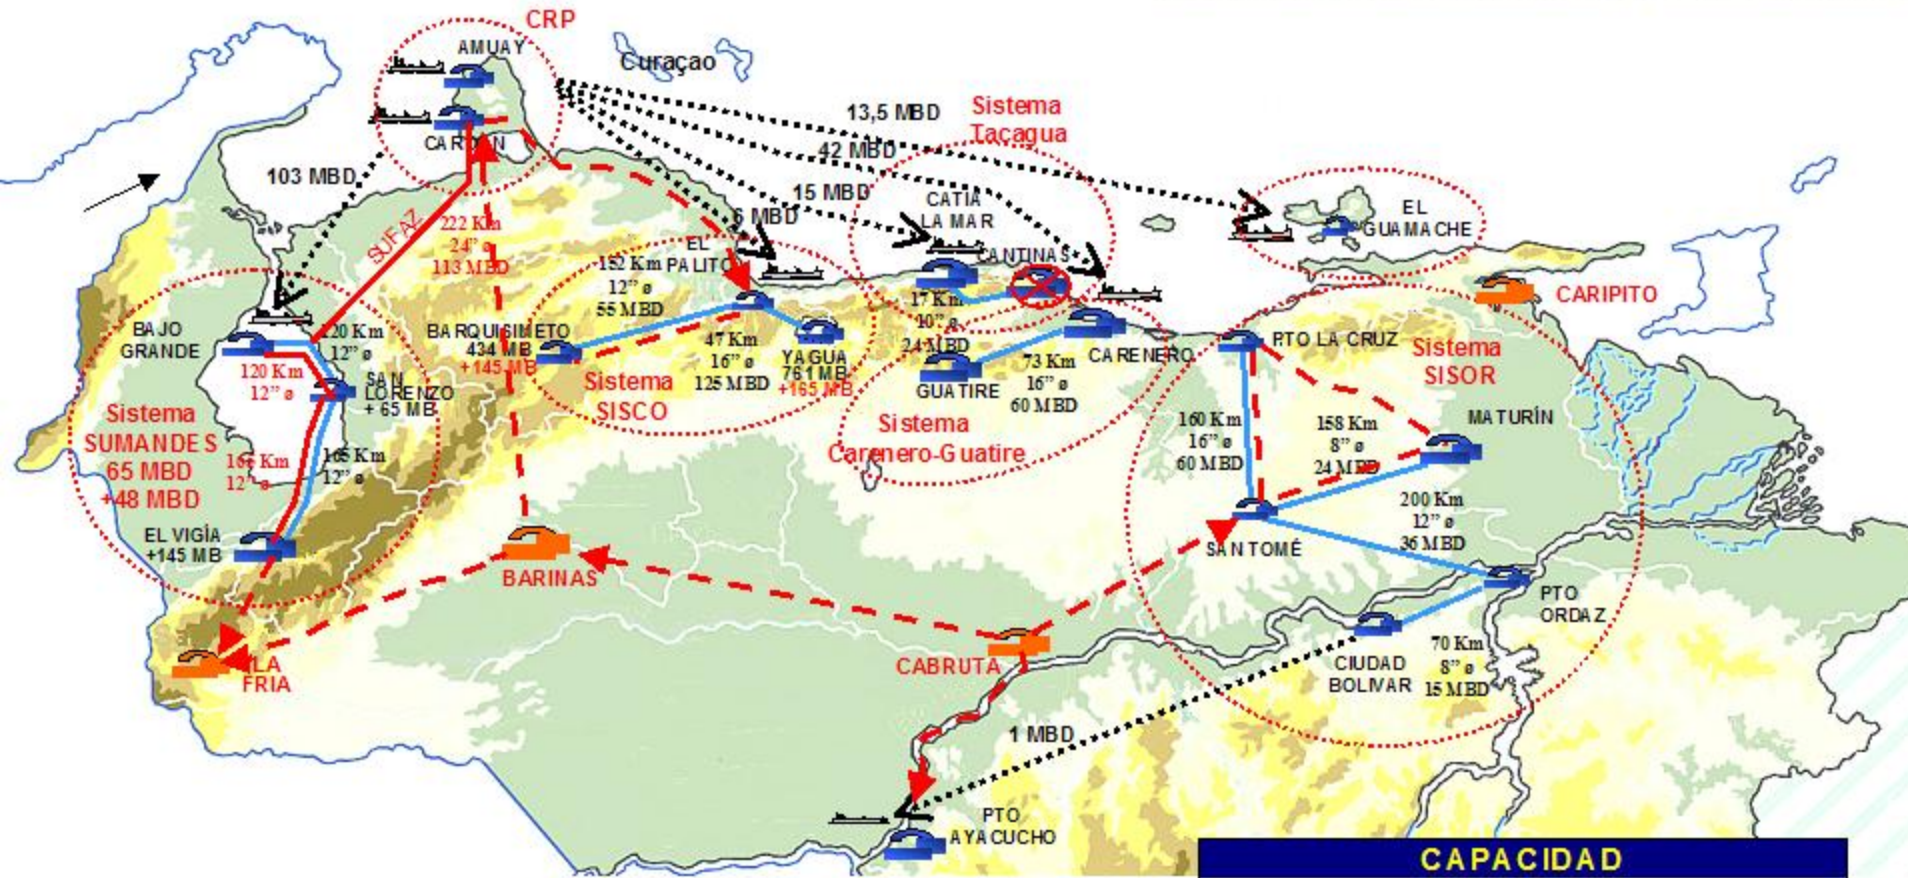 CRP
AMUAY
Curaçao
CARDÓN
13,5 MBD
Sistema
Tacagua
42 MBD
103 MBD
15 MBD
CATIA
LA MAR
EL
GUAMACHE
6 MBD
SUFAZ
222 Km
24” ø
113 MBD
EL
PALITO
CANTINAS
152 Km
12” ø
55 MBD
CARIPITO
17 Km
10” ø
24 MBD
BAJO
GRANDE
120 Km
12” ø
120 Km
12” ø
BARQUISIMETO
434 MB
+145 MB
47 Km
16” ø
125 MBD
YAGUA
761 MB
+165 MB
CARENERO
PTO LA CRUZ
Sistema
SISOR
73 Km
16” ø
60 MBD
GUATIRE
SAN
LORENZO
+ 65 MB
Sistema
SISCO
Sistema
SUMANDES
65 MBD
+48 MBD
Sistema
Carenero-Guatire
160 Km
16” ø
60 MBD
158 Km
8” ø
24 MBD
MATURÍN
165 Km
12” ø
165 Km
12” ø
200 Km
12” ø
36 MBD
EL VIGÍA
+145 MB
SAN TOMÉ
BARINAS
PTO
ORDAZ
CABRUTA
LA
FRIA
CIUDAD
BOLIVAR
70 Km
8” ø
15 MBD
1 MBD
PTO
AYACUCHO
CAPACIDAD